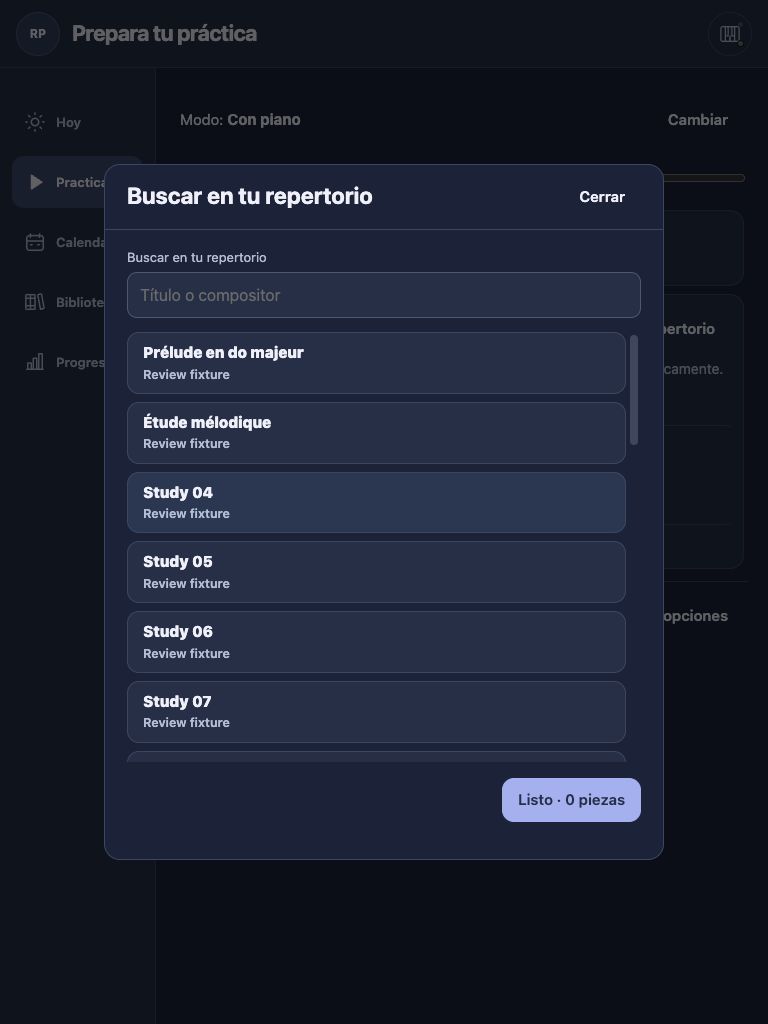 RP
Prepara tu práctica
Hoy
Practica
Calenda
Bibliote
Progres
Modo: Con piano
Cambiar
Buscar en tu repertorio
Cerrar
Buscar en tu repertorio
Título o compositor
Prélude en do majeur
Review fixture
Étude mélodique
Review fixture
Study 04
Review fixture
Study 05
Review fixture
Study 06
Review fixture
Study 07
Review fixture
Listo · 0 piezas
pertorio
camente.
opciones